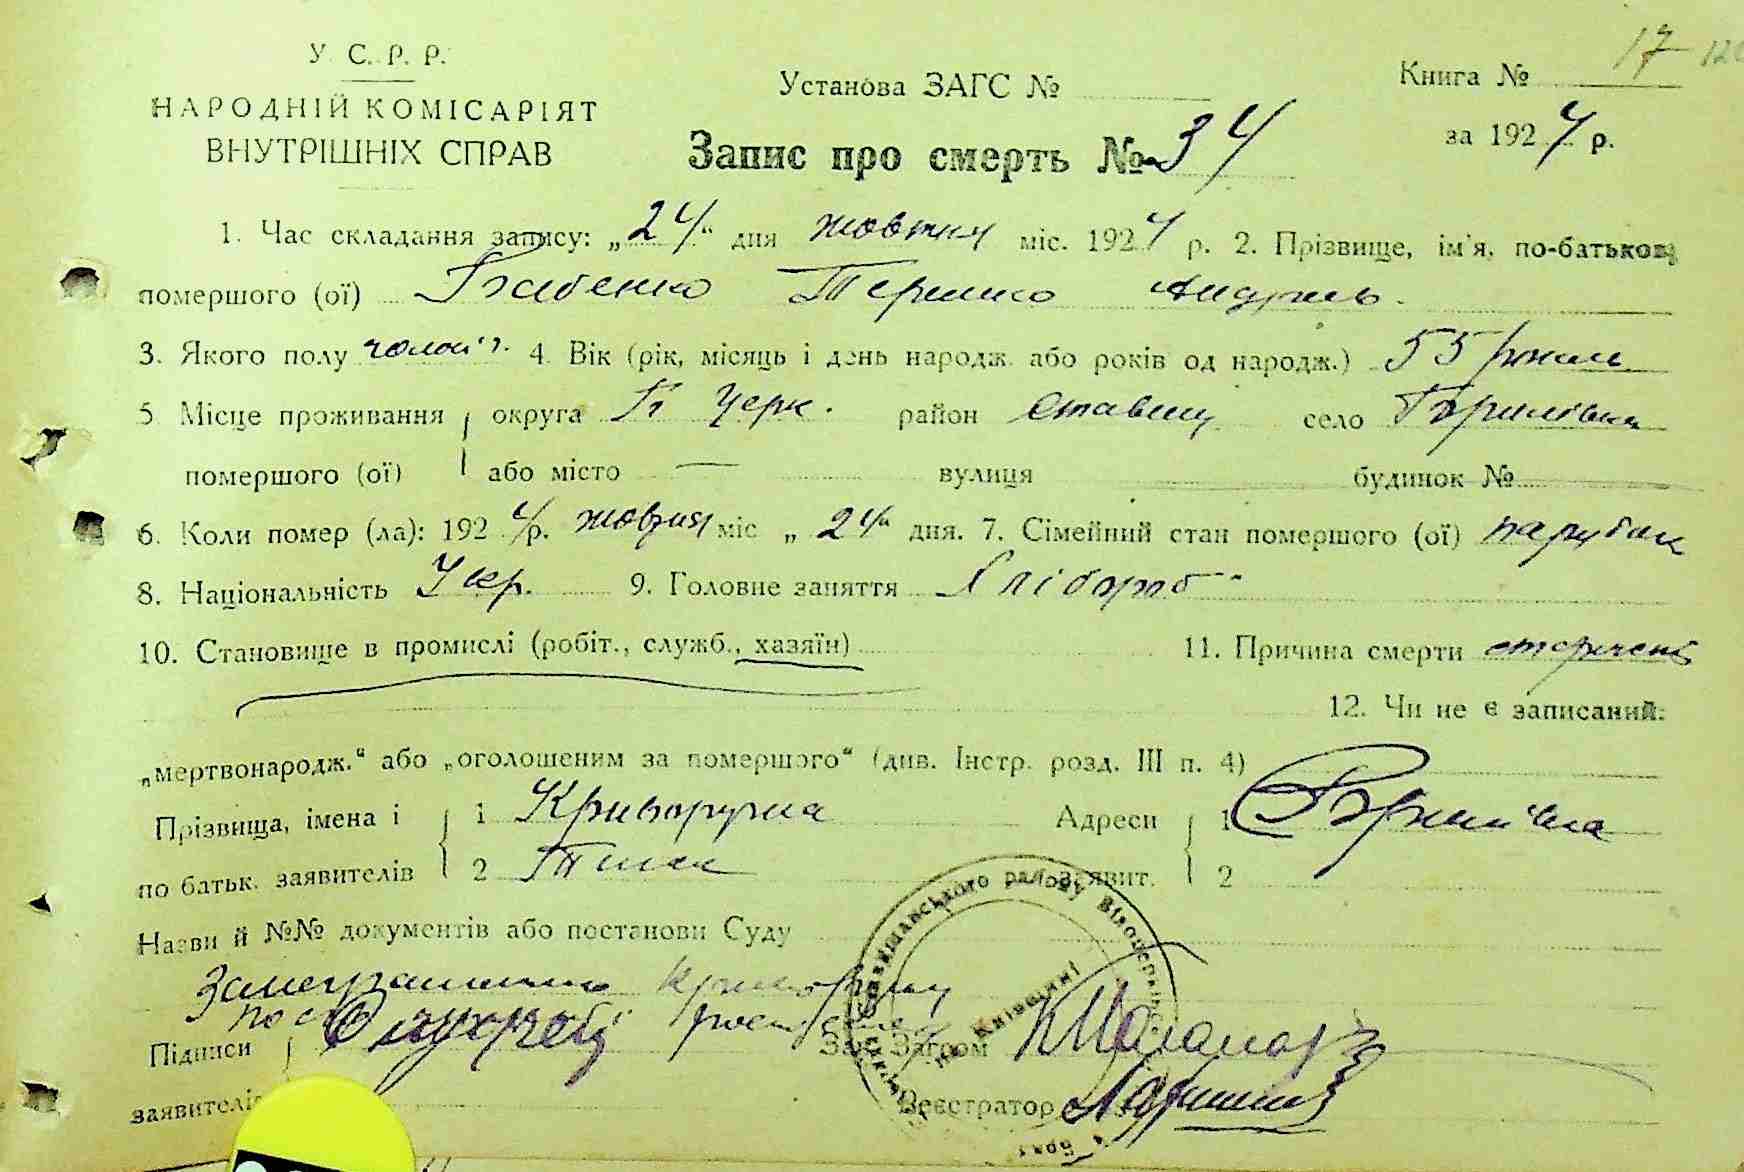 У. С. Р. Р.
НАРОДНІЙ КОМІСАРІЯТ
ВНУТРІШНІХ СПРАВ
Установа ЗАГС №
Запис про смерть № 34
17
Книга №
за 1924 р.
1. Час складання запису: „24“ дня жовтня міс. 1924 р. 2. Прізвище, ім'я, по-батькові
помершого (ої) Бабенко
3. Якого полу 4. Вік (рік, місяць і день народж. або років од народж.) 55
5. Місце проживання округа Б Церк. район Ставищ село
помершого (ої) або місто — вулиця будинок №
6. Коли помер (ла): 1924 р. жовтня міс „24“ дня. 7. Сімейний стан помершого (ої) парубок
8. Національність Укр. 9. Головне заняття Хлібороб
10. Становище в промислі (робіт., служб., хазяїн) 11. Причина смерти
12. Чи не є записаний:
„мертвонародж.“ або „оголошеним за помершого“ (див. Інстр. розд. III п. 4)
Прізвища, імена і 1 Криворучка Адреси 1
по батьк. заявителів 2 заявит. 2
Назви й №№ документів або постанови Суду
Підписи Зав. Загсом
заявителів Реєстратор
району Білоцерків
на Київщині